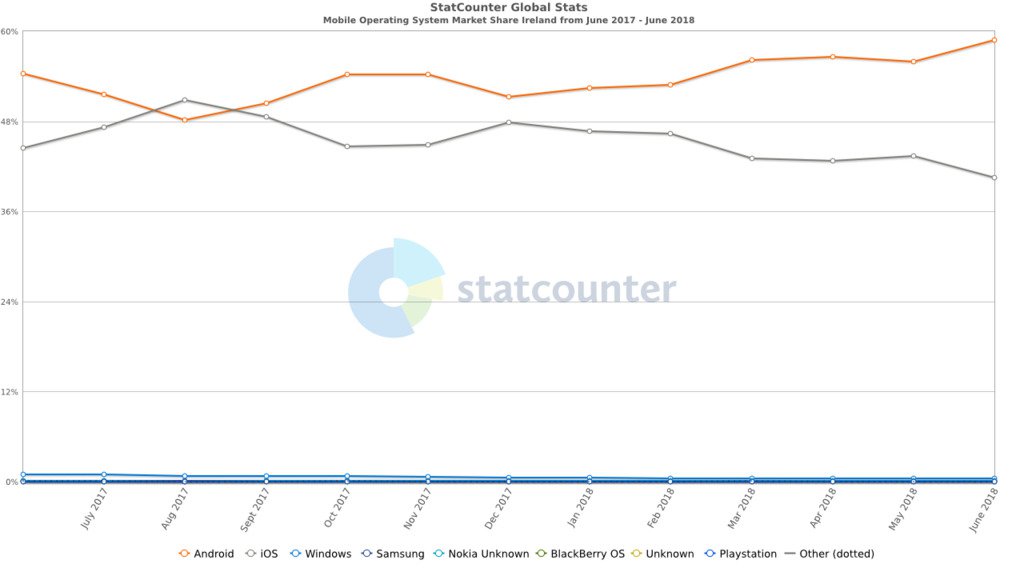 StatCounter Global Stats
Mobile Operating System Market Share Ireland from June 2017 - June 2018
60%
48%
36%
24%
12%
0%
statcounter
July 2017
Aug 2017
Sept 2017
Oct 2017
Nov 2017
Dec 2017
Jan 2018
Feb 2018
Mar 2018
Apr 2018
May 2018
June 2018
Android iOS Windows Samsung Nokia Unknown BlackBerry OS Unknown Playstation Other (dotted)